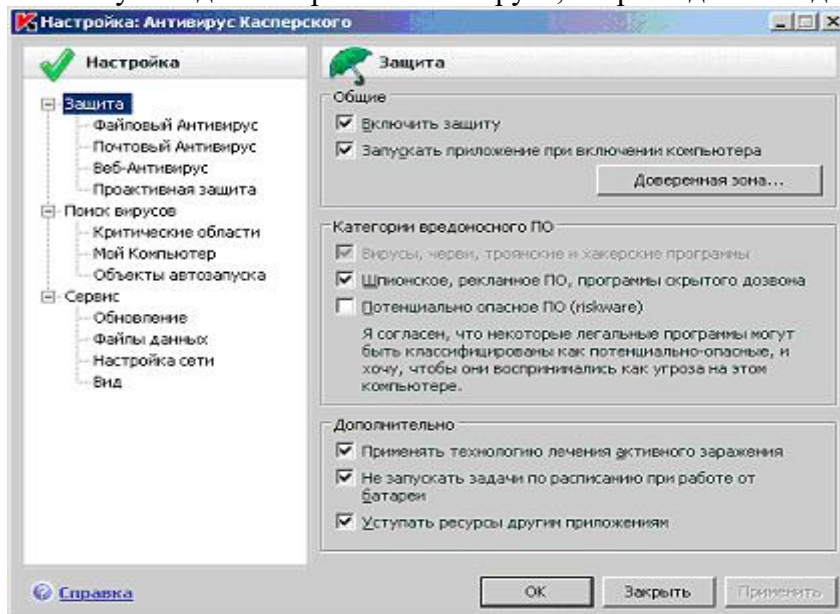 Настройка: Антивирус Касперского
Настройка
Защита
Файловый Антивирус
Почтовый Антивирус
Веб-Антивирус
Проактивная защита
Поиск вирусов
Критические области
Мой Компьютер
Объекты автозапуска
Сервис
Обновление
Файлы данных
Настройка сети
Вид
Защита
Общие
Включить защиту
Запускать приложение при включении компьютера
Доверенная зона...
Категории вредоносного ПО
Вирусы, черви, троянские и хакерские программы
Шпионское, рекламное ПО, программы скрытого дозвона
Потенциально опасное ПО (riskware)
Я согласен, что некоторые легальные программы могут
быть классифицированы как потенциально-опасные, и
хочу, чтобы они воспринимались как угроза на этом
компьютере.
Дополнительно
Применять технологию лечения активного заражения
Не запускать задачи по расписанию при работе от
батареи
Уступать ресурсы другим приложениям
Справка
ОК
Закрыть
Применить